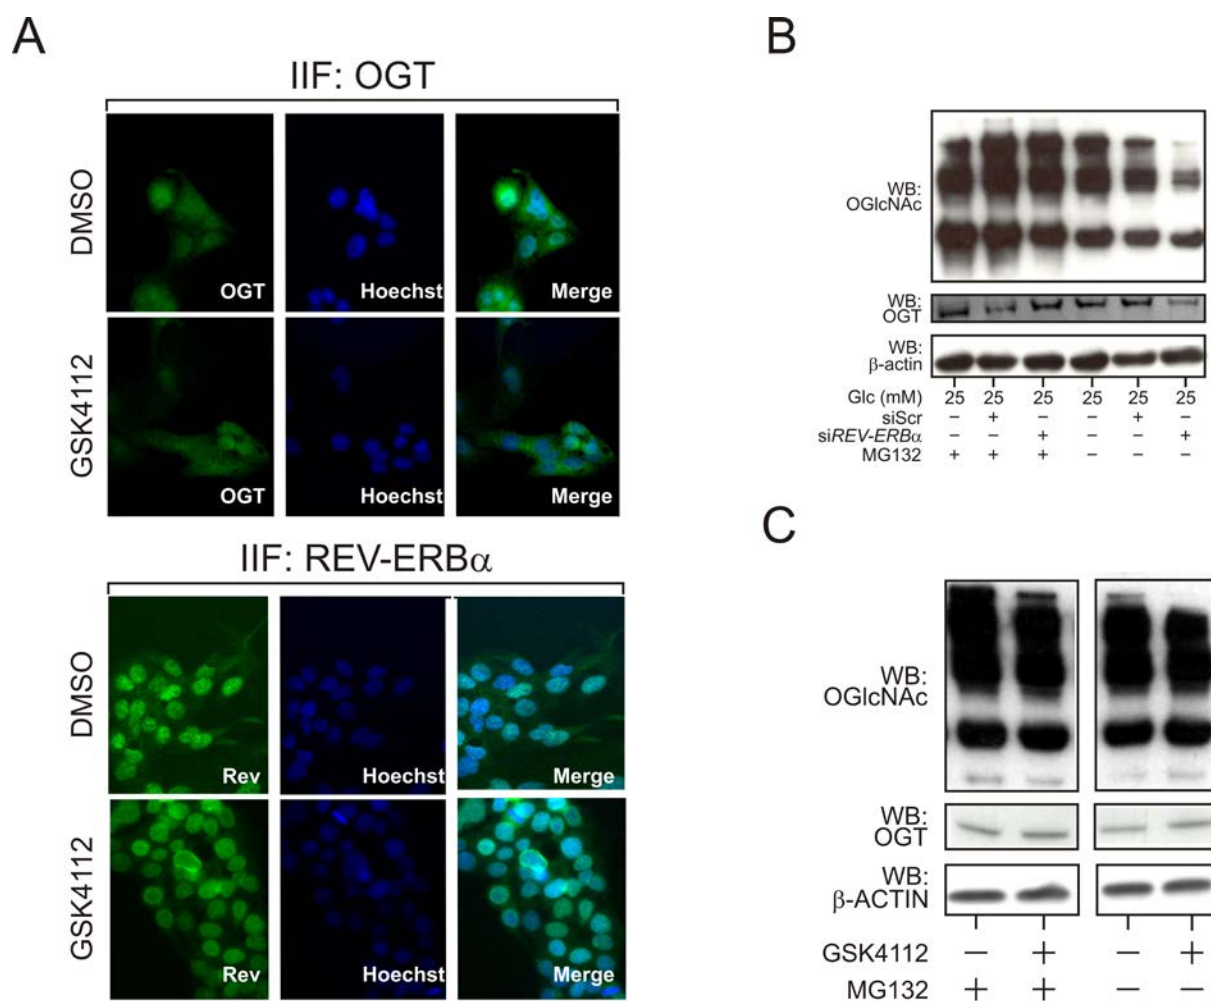 A
IIF: OGT
DMSO
OGT
Hoechst
Merge
GSK4112
OGT
Hoechst
Merge
IIF: REV-ERBα
DMSO
Rev
Hoechst
Merge
GSK4112
Rev
Hoechst
Merge
B
WB:
OGlcNAc
WB:
OGT
WB:
β-actin
Glc (mM) 25 25 25 25 25 25
siScr – + – – + –
siREV-ERBα – – + – – +
MG132 + + + – – –
C
WB:
OGlcNAc
WB:
OGT
WB:
β-ACTIN
GSK4112 – + – +
MG132 + + – –